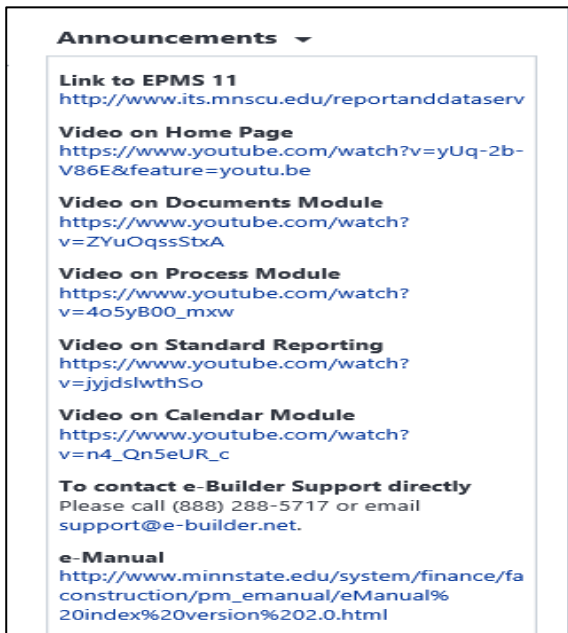 Announcements
Link to EPMS 11
http://www.its.mnscu.edu/reportanddataserv
Video on Home Page
https://www.youtube.com/watch?v=yUq-2b-
V86E&feature=youtu.be
Video on Documents Module
https://www.youtube.com/watch?
v=ZYuOqssStxA
Video on Process Module
https://www.youtube.com/watch?
v=4o5yB00_mxw
Video on Standard Reporting
https://www.youtube.com/watch?
v=jyjdslwthSo
Video on Calendar Module
https://www.youtube.com/watch?
v=n4_Qn5eUR_c
To contact e-Builder Support directly
Please call (888) 288-5717 or email
support@e-builder.net.
e-Manual
http://www.minnstate.edu/system/finance/fa
construction/pm_emanual/eManual%
20index%20version%202.0.html